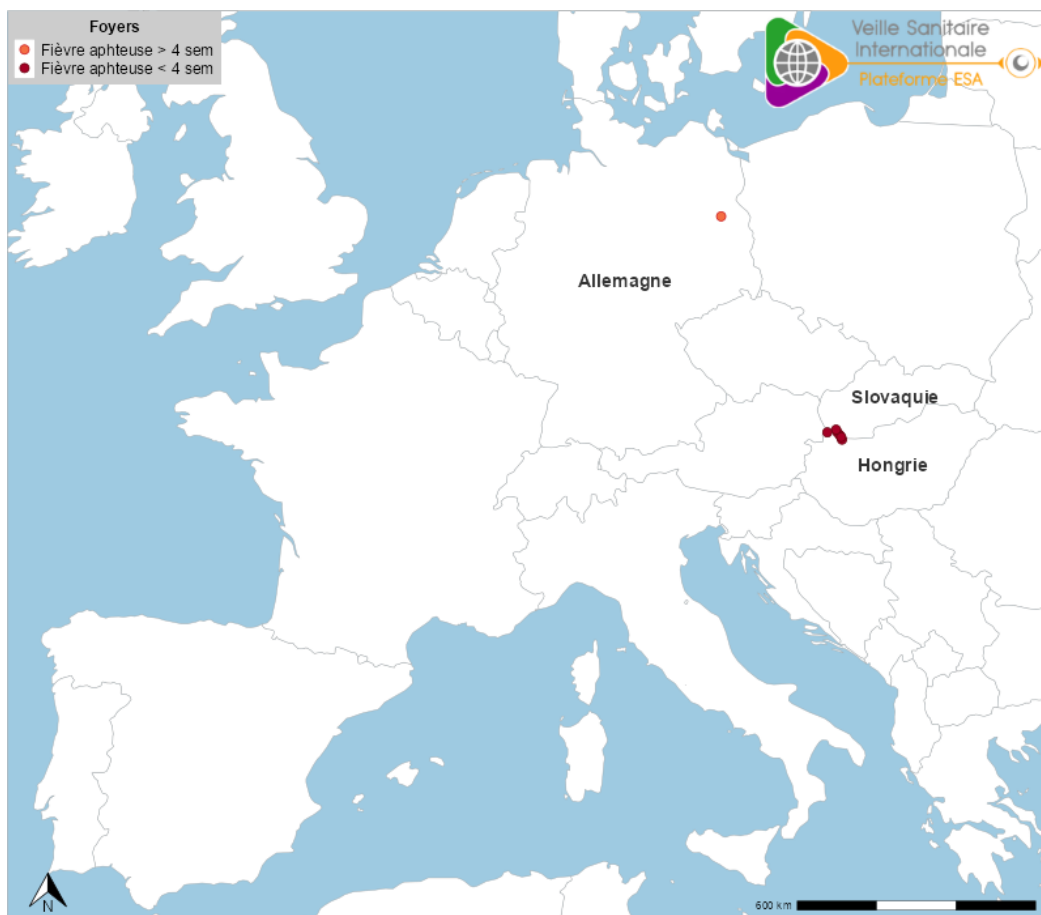 Foyers
Fièvre aphteuse > 4 sem
Fièvre aphteuse < 4 sem
Veille Sanitaire
Internationale
Plateforme ESA
Allemagne
Slovaquie
Hongrie
N
600 km